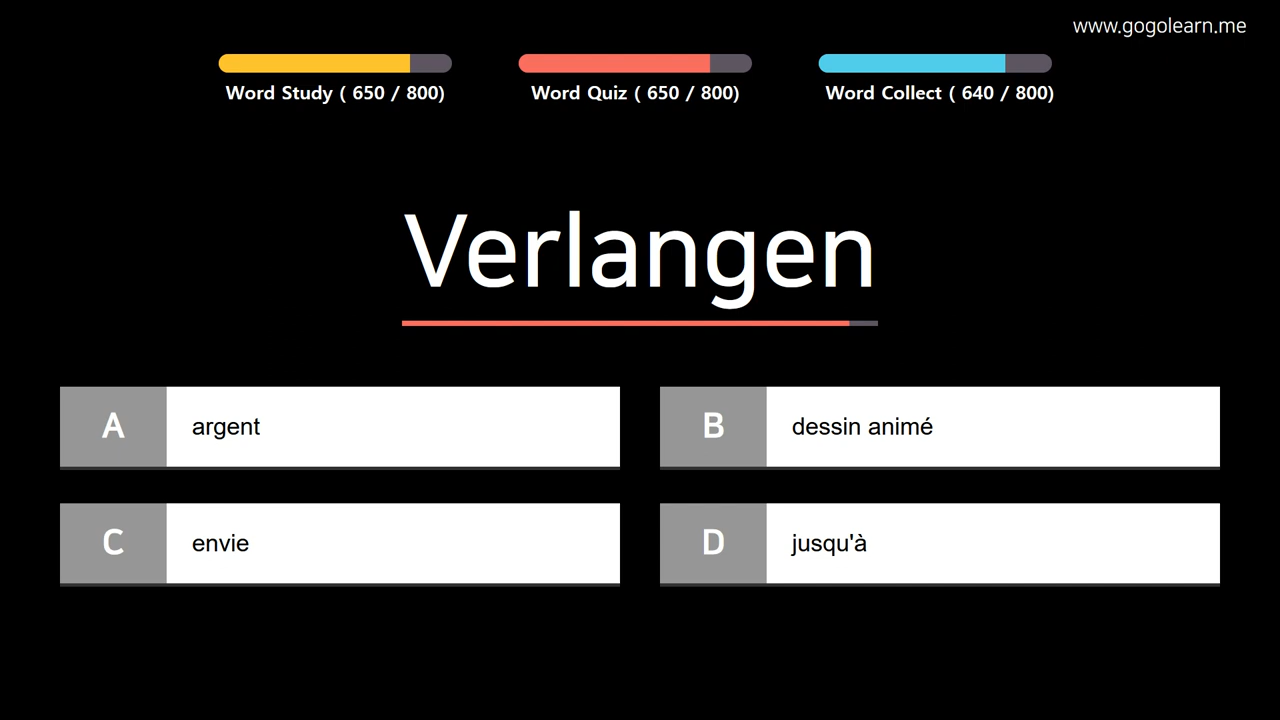 www.gogolearn.me
Word Study ( 650 / 800)
Word Quiz ( 650 / 800)
Word Collect ( 640 / 800)
Verlangen
A
argent
B
dessin animé
C
envie
D
jusqu'à